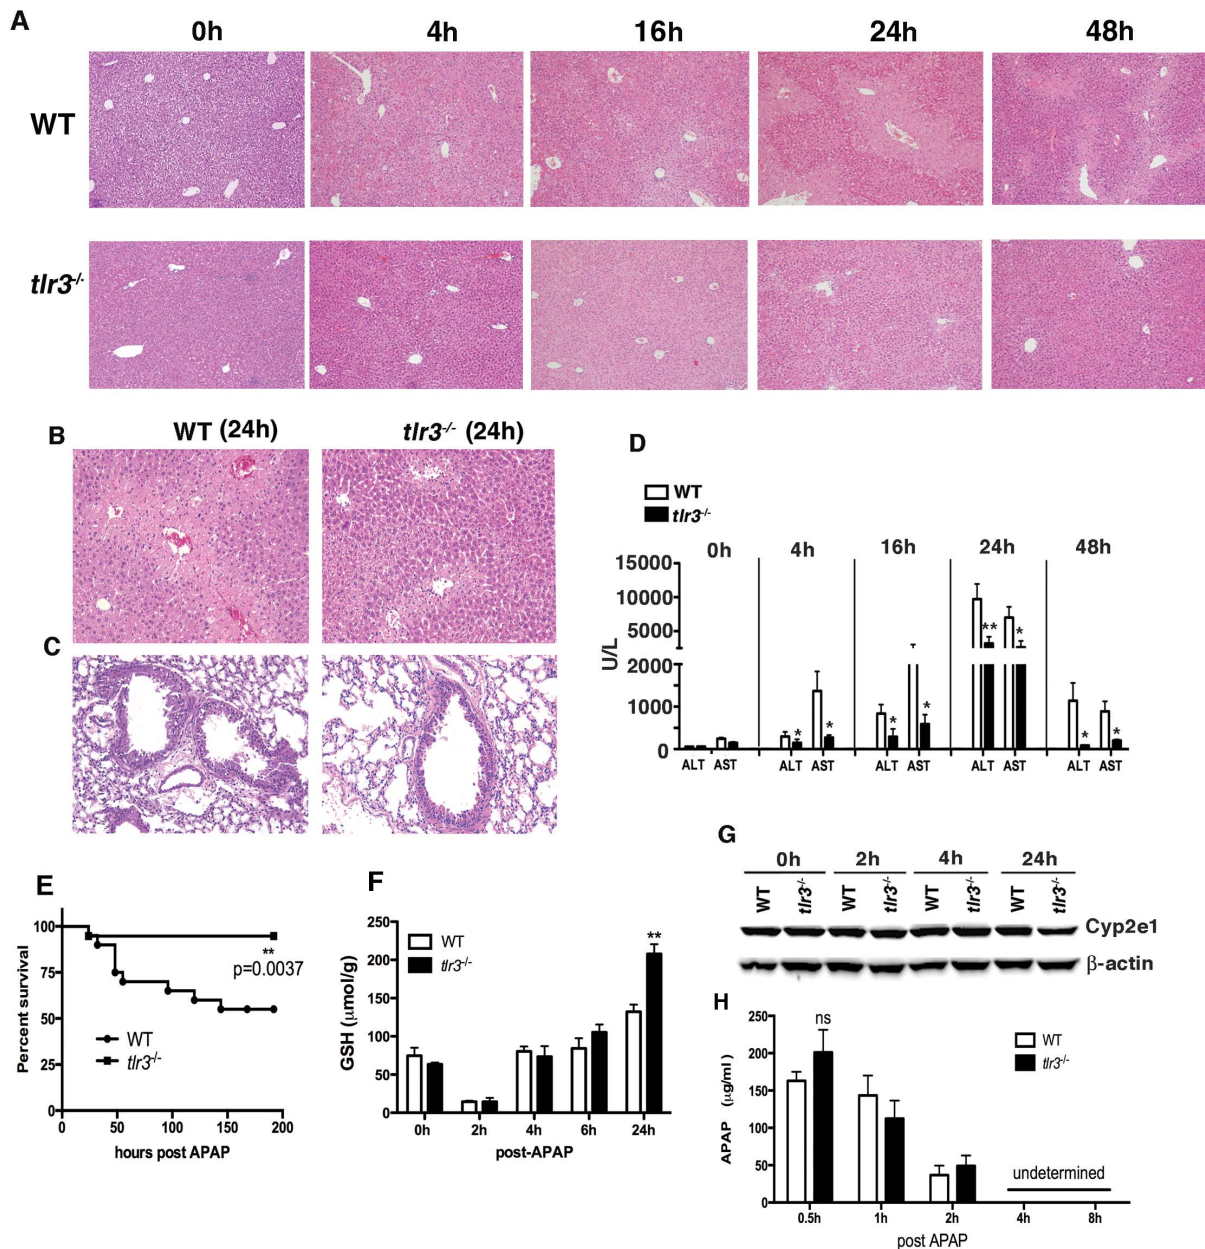 A
0h 4h 16h 24h 48h
WT
tlr3-/-
B
WT (24h) tlr3-/- (24h)
C
D
WT
tlr3-/-
0h 4h 16h 24h 48h
15000
10000
5000
2000
1000
0
U/L
ALT AST ALT AST ALT AST ALT AST ALT AST
* * * * ** * * *
E
Percent survival
100
75
50
25
0
0 50 100 150 200
hours post APAP
**
p=0.0037
WT
tlr3-/-
F
GSH (μmol/g)
250
200
150
100
50
0
WT
tlr3-/-
**
0h 2h 4h 6h 24h
post-APAP
G
0h 2h 4h 24h
WT tlr3-/- WT tlr3-/- WT tlr3-/- WT tlr3-/-
Cyp2e1
β-actin
H
APAP (μg/ml)
250
200
150
100
50
0
ns
WT
tlr3-/-
undetermined
0.5h 1h 2h 4h 8h
post APAP